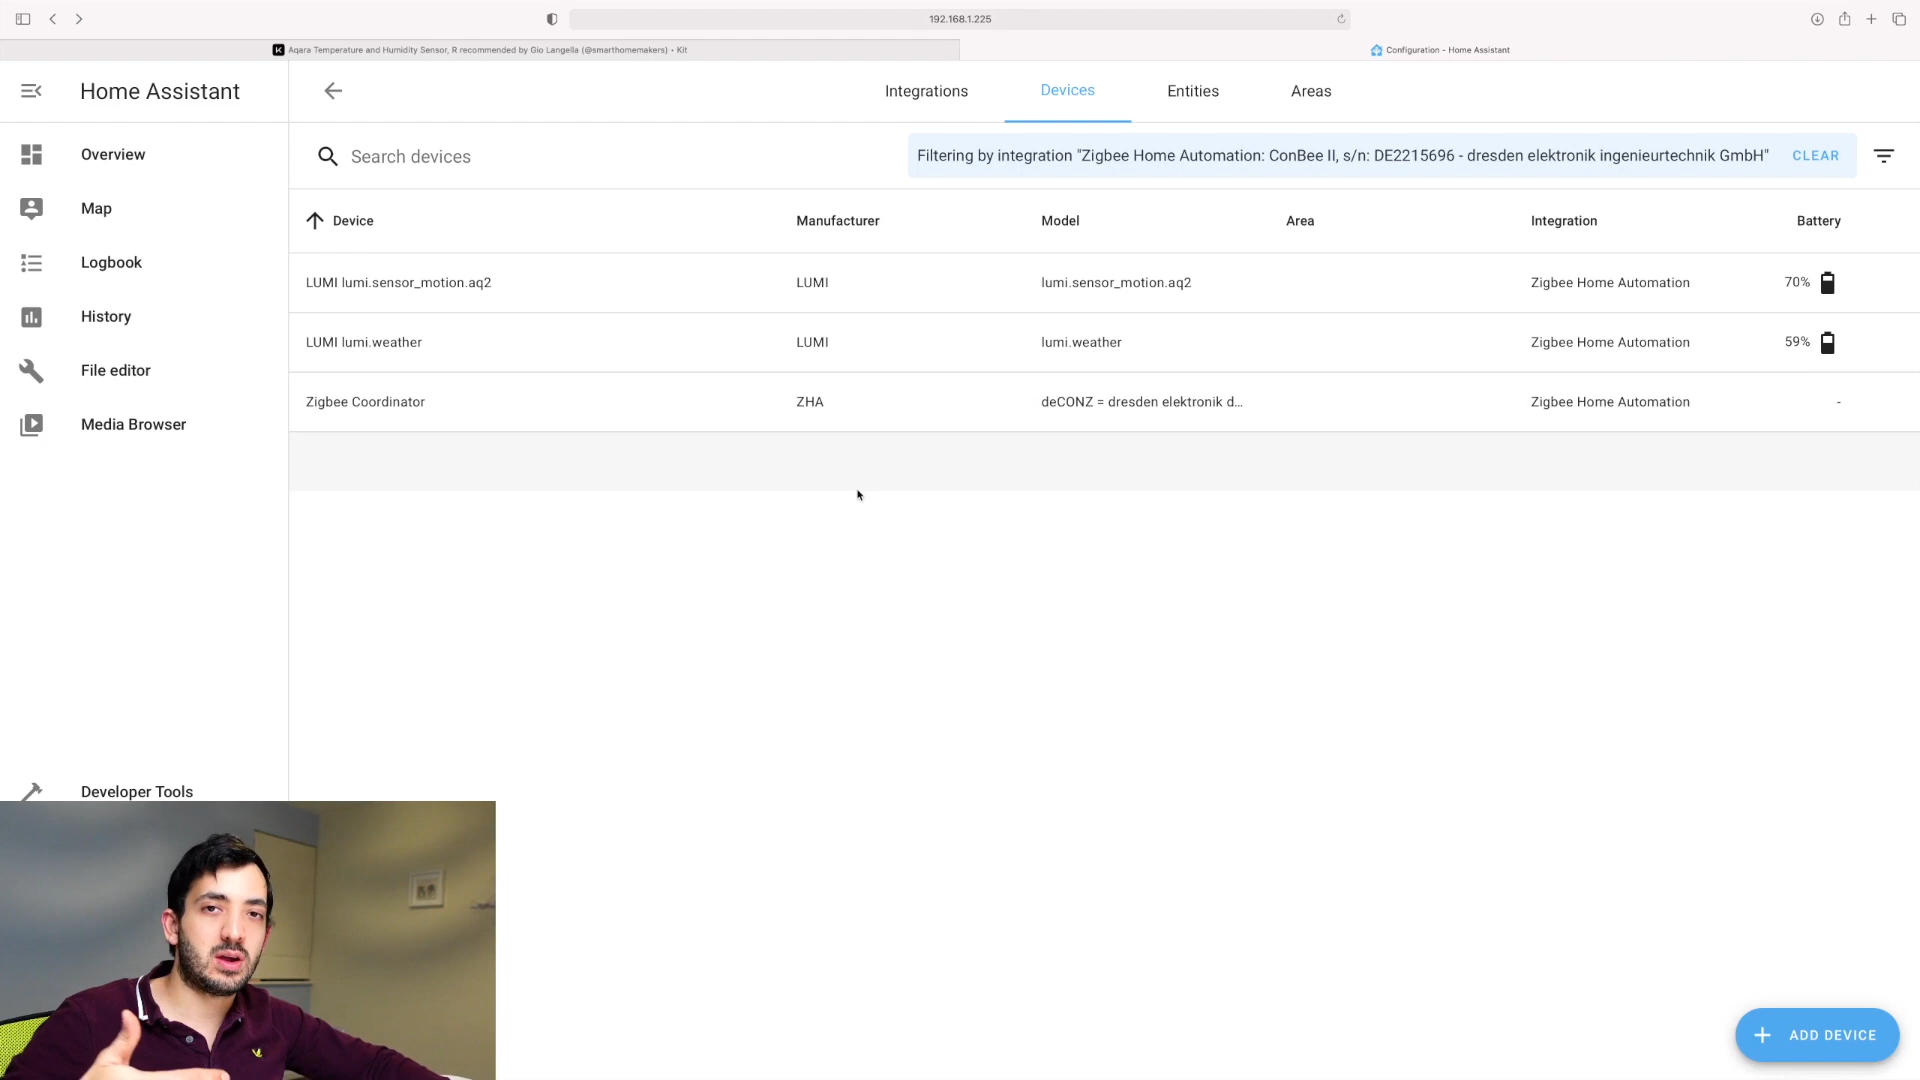 192.168.1.225
Aqara Temperature and Humidity Sensor, R recommended by Gio Langella (@smarthomemakers) • Kit
Configuration - Home Assistant
Home Assistant
Integrations
Devices
Entities
Areas
Overview
Map
Logbook
History
File editor
Media Browser
Developer Tools
Search devices
Filtering by integration "Zigbee Home Automation: ConBee II, s/n: DE2215696 - dresden elektronik ingenieurtechnik GmbH"
CLEAR
Device Manufacturer Model Area Integration Battery
LUMI lumi.sensor_motion.aq2 LUMI lumi.sensor_motion.aq2 Zigbee Home Automation 70%
LUMI lumi.weather LUMI lumi.weather Zigbee Home Automation 59%
Zigbee Coordinator ZHA deCONZ = dresden elektronik d… Zigbee Home Automation -
+ ADD DEVICE